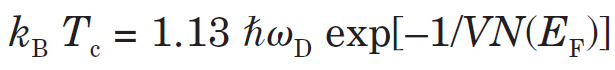 k_B T_c = 1.13 ℏω_D exp[–1/VN(E_F)]